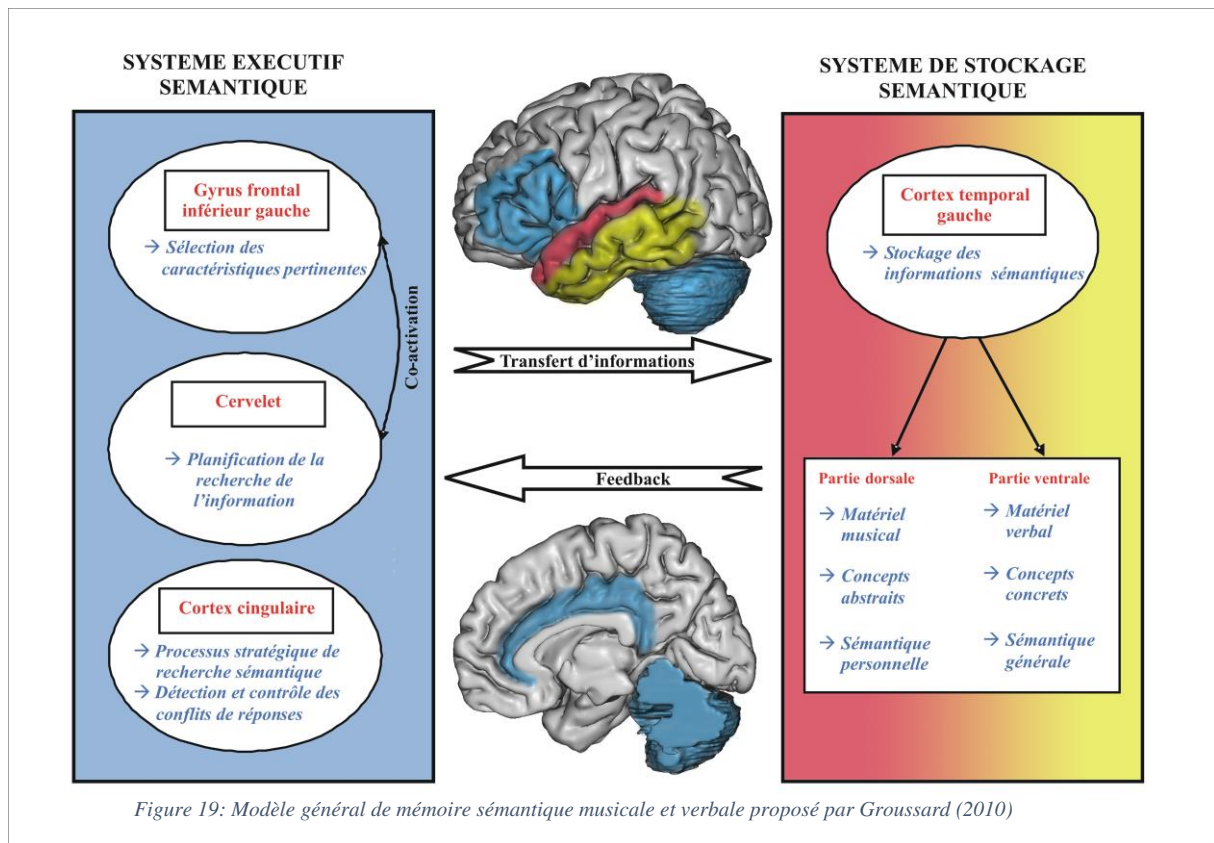 SYSTEME EXECUTIF
SEMANTIQUE
Gyrus frontal
inférieur gauche
→ Sélection des
caractéristiques pertinentes
Co-activation
Cervelet
→ Planification de la
recherche de
l’information
Cortex cingulaire
→ Processus stratégique de
recherche sémantique
→ Détection et contrôle des
conflits de réponses
Transfert d’informations
Feedback
SYSTEME DE STOCKAGE
SEMANTIQUE
Cortex temporal
gauche
→ Stockage des
informations sémantiques
Partie dorsale
→ Matériel
musical
→ Concepts
abstraits
→ Sémantique
personnelle
Partie ventrale
→ Matériel
verbal
→ Concepts
concrets
→ Sémantique
générale
Figure 19: Modèle général de mémoire sémantique musicale et verbale proposé par Groussard (2010)